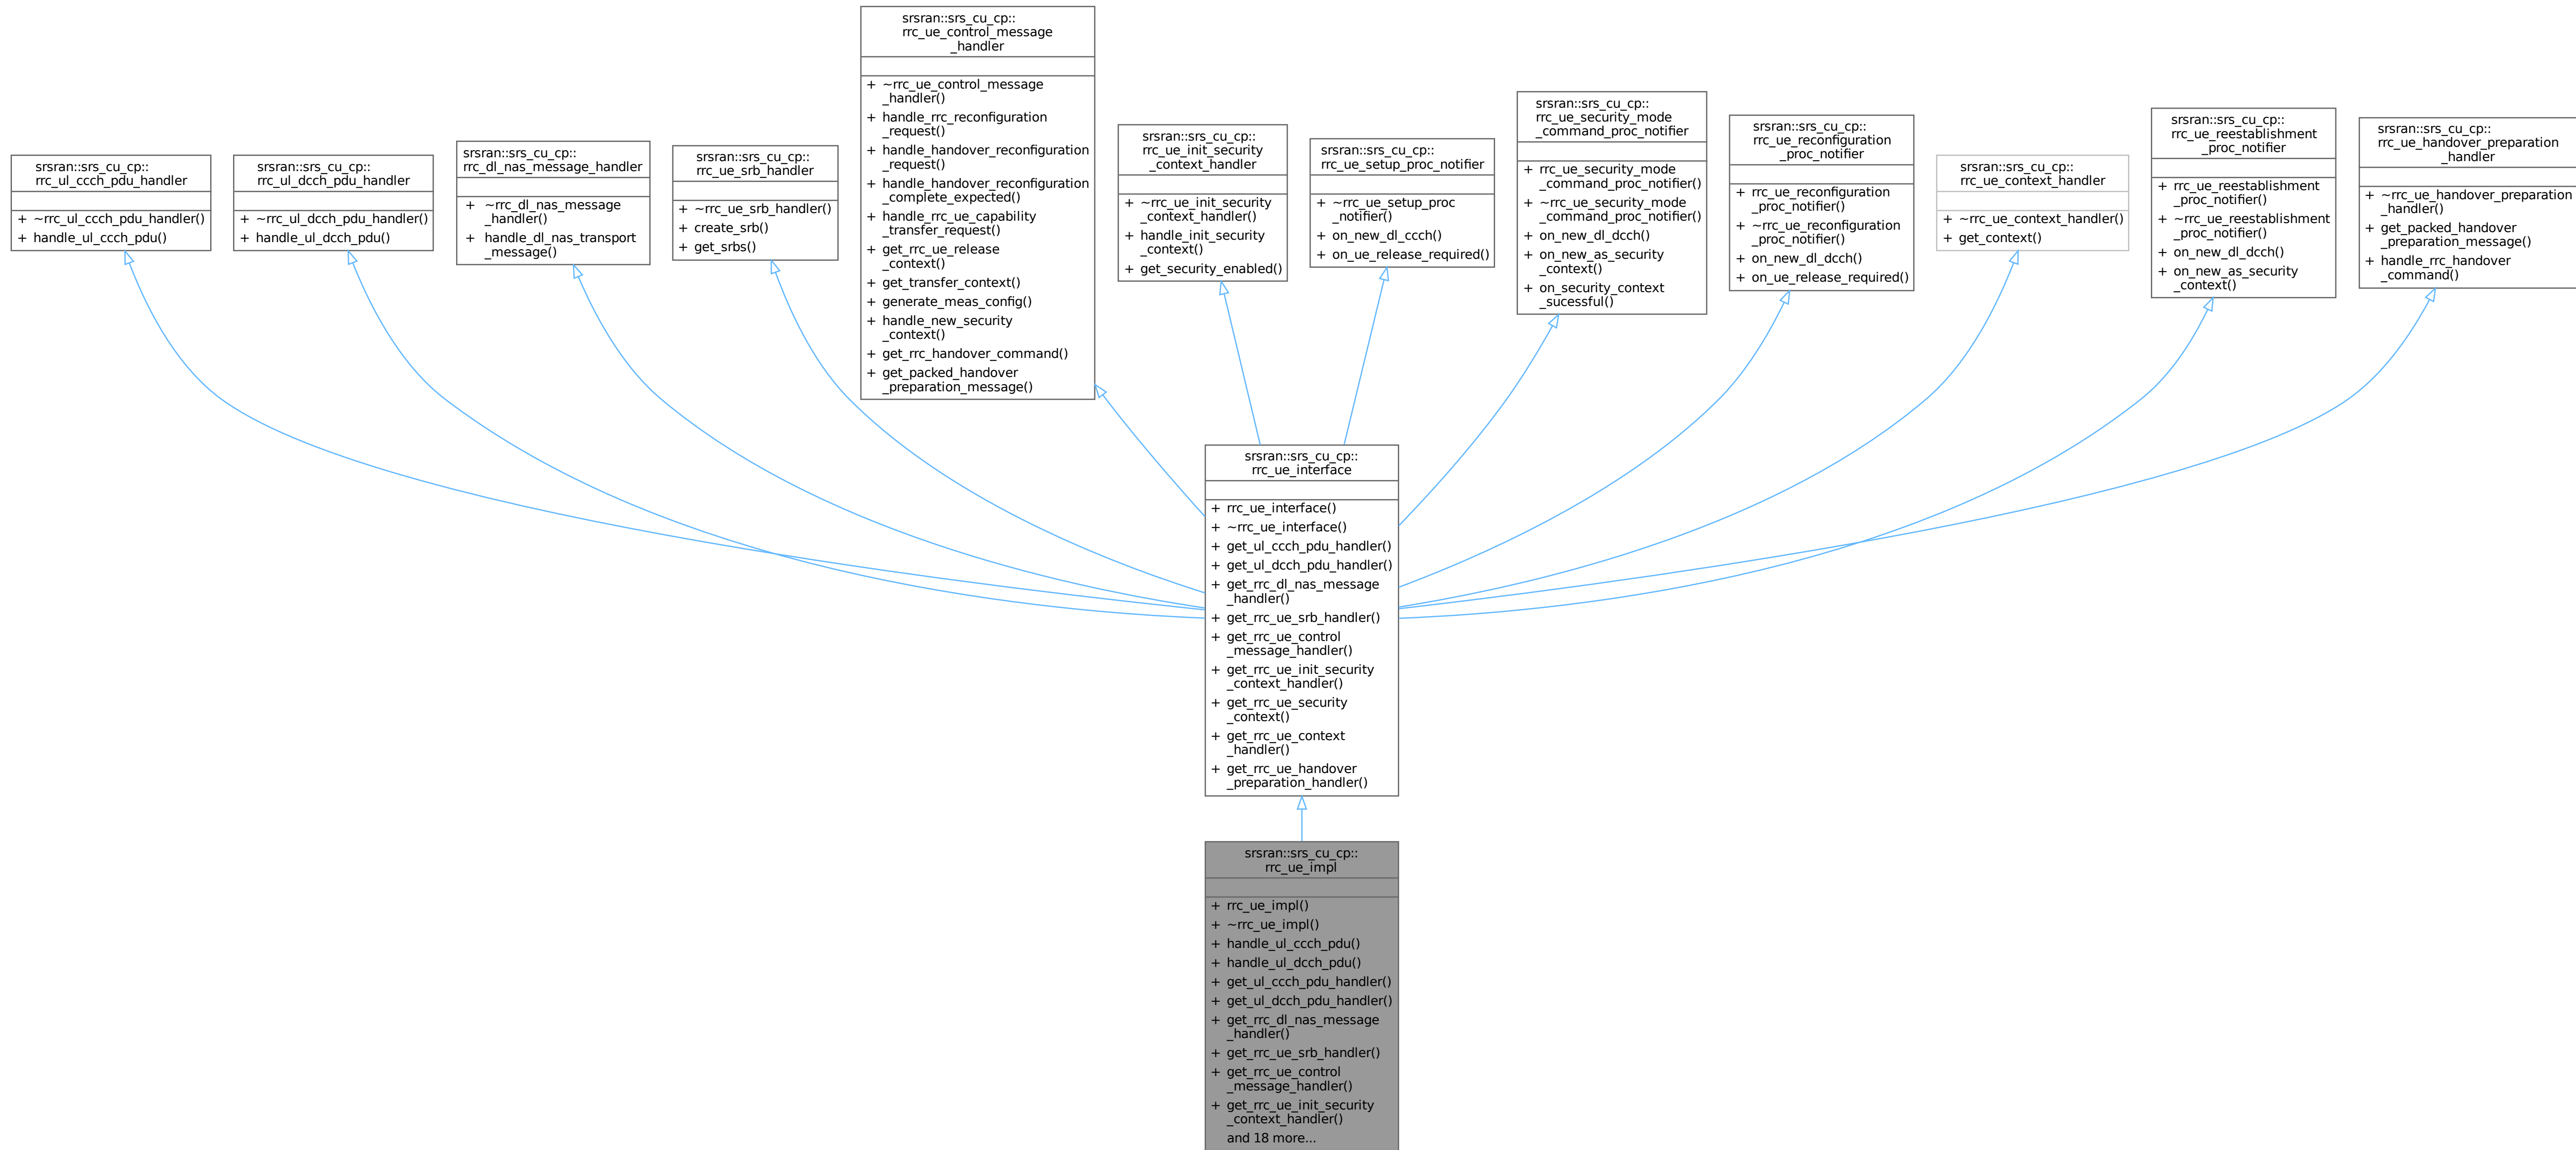 srsran::srs_cu_cp::
rrc_ul_ccch_pdu_handler
+ ~rrc_ul_ccch_pdu_handler()
+ handle_ul_ccch_pdu()
srsran::srs_cu_cp::
rrc_ul_dcch_pdu_handler
+ ~rrc_ul_dcch_pdu_handler()
+ handle_ul_dcch_pdu()
srsran::srs_cu_cp::
rrc_dl_nas_message_handler
+ ~rrc_dl_nas_message
_handler()
+ handle_dl_nas_transport
_message()
srsran::srs_cu_cp::
rrc_ue_srb_handler
+ ~rrc_ue_srb_handler()
+ create_srb()
+ get_srbs()
srsran::srs_cu_cp::
rrc_ue_control_message
_handler
+ ~rrc_ue_control_message
_handler()
+ handle_rrc_reconfiguration
_request()
+ handle_handover_reconfiguration
_request()
+ handle_handover_reconfiguration
_complete_expected()
+ handle_rrc_ue_capability
_transfer_request()
+ get_rrc_ue_release
_context()
+ get_transfer_context()
+ generate_meas_config()
+ handle_new_security
_context()
+ get_rrc_handover_command()
+ get_packed_handover
_preparation_message()
srsran::srs_cu_cp::
rrc_ue_init_security
_context_handler
+ ~rrc_ue_init_security
_context_handler()
+ handle_init_security
_context()
+ get_security_enabled()
srsran::srs_cu_cp::
rrc_ue_setup_proc_notifier
+ ~rrc_ue_setup_proc
_notifier()
+ on_new_dl_ccch()
+ on_ue_release_required()
srsran::srs_cu_cp::
rrc_ue_security_mode
_command_proc_notifier
+ rrc_ue_security_mode
_command_proc_notifier()
+ ~rrc_ue_security_mode
_command_proc_notifier()
+ on_new_dl_dcch()
+ on_new_as_security
_context()
+ on_security_context
_sucessful()
srsran::srs_cu_cp::
rrc_ue_reconfiguration
_proc_notifier
+ rrc_ue_reconfiguration
_proc_notifier()
+ ~rrc_ue_reconfiguration
_proc_notifier()
+ on_new_dl_dcch()
+ on_ue_release_required()
srsran::srs_cu_cp::
rrc_ue_context_handler
+ ~rrc_ue_context_handler()
+ get_context()
srsran::srs_cu_cp::
rrc_ue_reestablishment
_proc_notifier
+ rrc_ue_reestablishment
_proc_notifier()
+ ~rrc_ue_reestablishment
_proc_notifier()
+ on_new_dl_dcch()
+ on_new_as_security
_context()
srsran::srs_cu_cp::
rrc_ue_handover_preparation
_handler
+ ~rrc_ue_handover_preparation
_handler()
+ get_packed_handover
_preparation_message()
+ handle_rrc_handover
_command()
srsran::srs_cu_cp::
rrc_ue_interface
+ rrc_ue_interface()
+ ~rrc_ue_interface()
+ get_ul_ccch_pdu_handler()
+ get_ul_dcch_pdu_handler()
+ get_rrc_dl_nas_message
_handler()
+ get_rrc_ue_srb_handler()
+ get_rrc_ue_control
_message_handler()
+ get_rrc_ue_init_security
_context_handler()
+ get_rrc_ue_security
_context()
+ get_rrc_ue_context
_handler()
+ get_rrc_ue_handover
_preparation_handler()
srsran::srs_cu_cp::
rrc_ue_impl
+ rrc_ue_impl()
+ ~rrc_ue_impl()
+ handle_ul_ccch_pdu()
+ handle_ul_dcch_pdu()
+ get_ul_ccch_pdu_handler()
+ get_ul_dcch_pdu_handler()
+ get_rrc_dl_nas_message
_handler()
+ get_rrc_ue_srb_handler()
+ get_rrc_ue_control
_message_handler()
+ get_rrc_ue_init_security
_context_handler()
and 18 more...